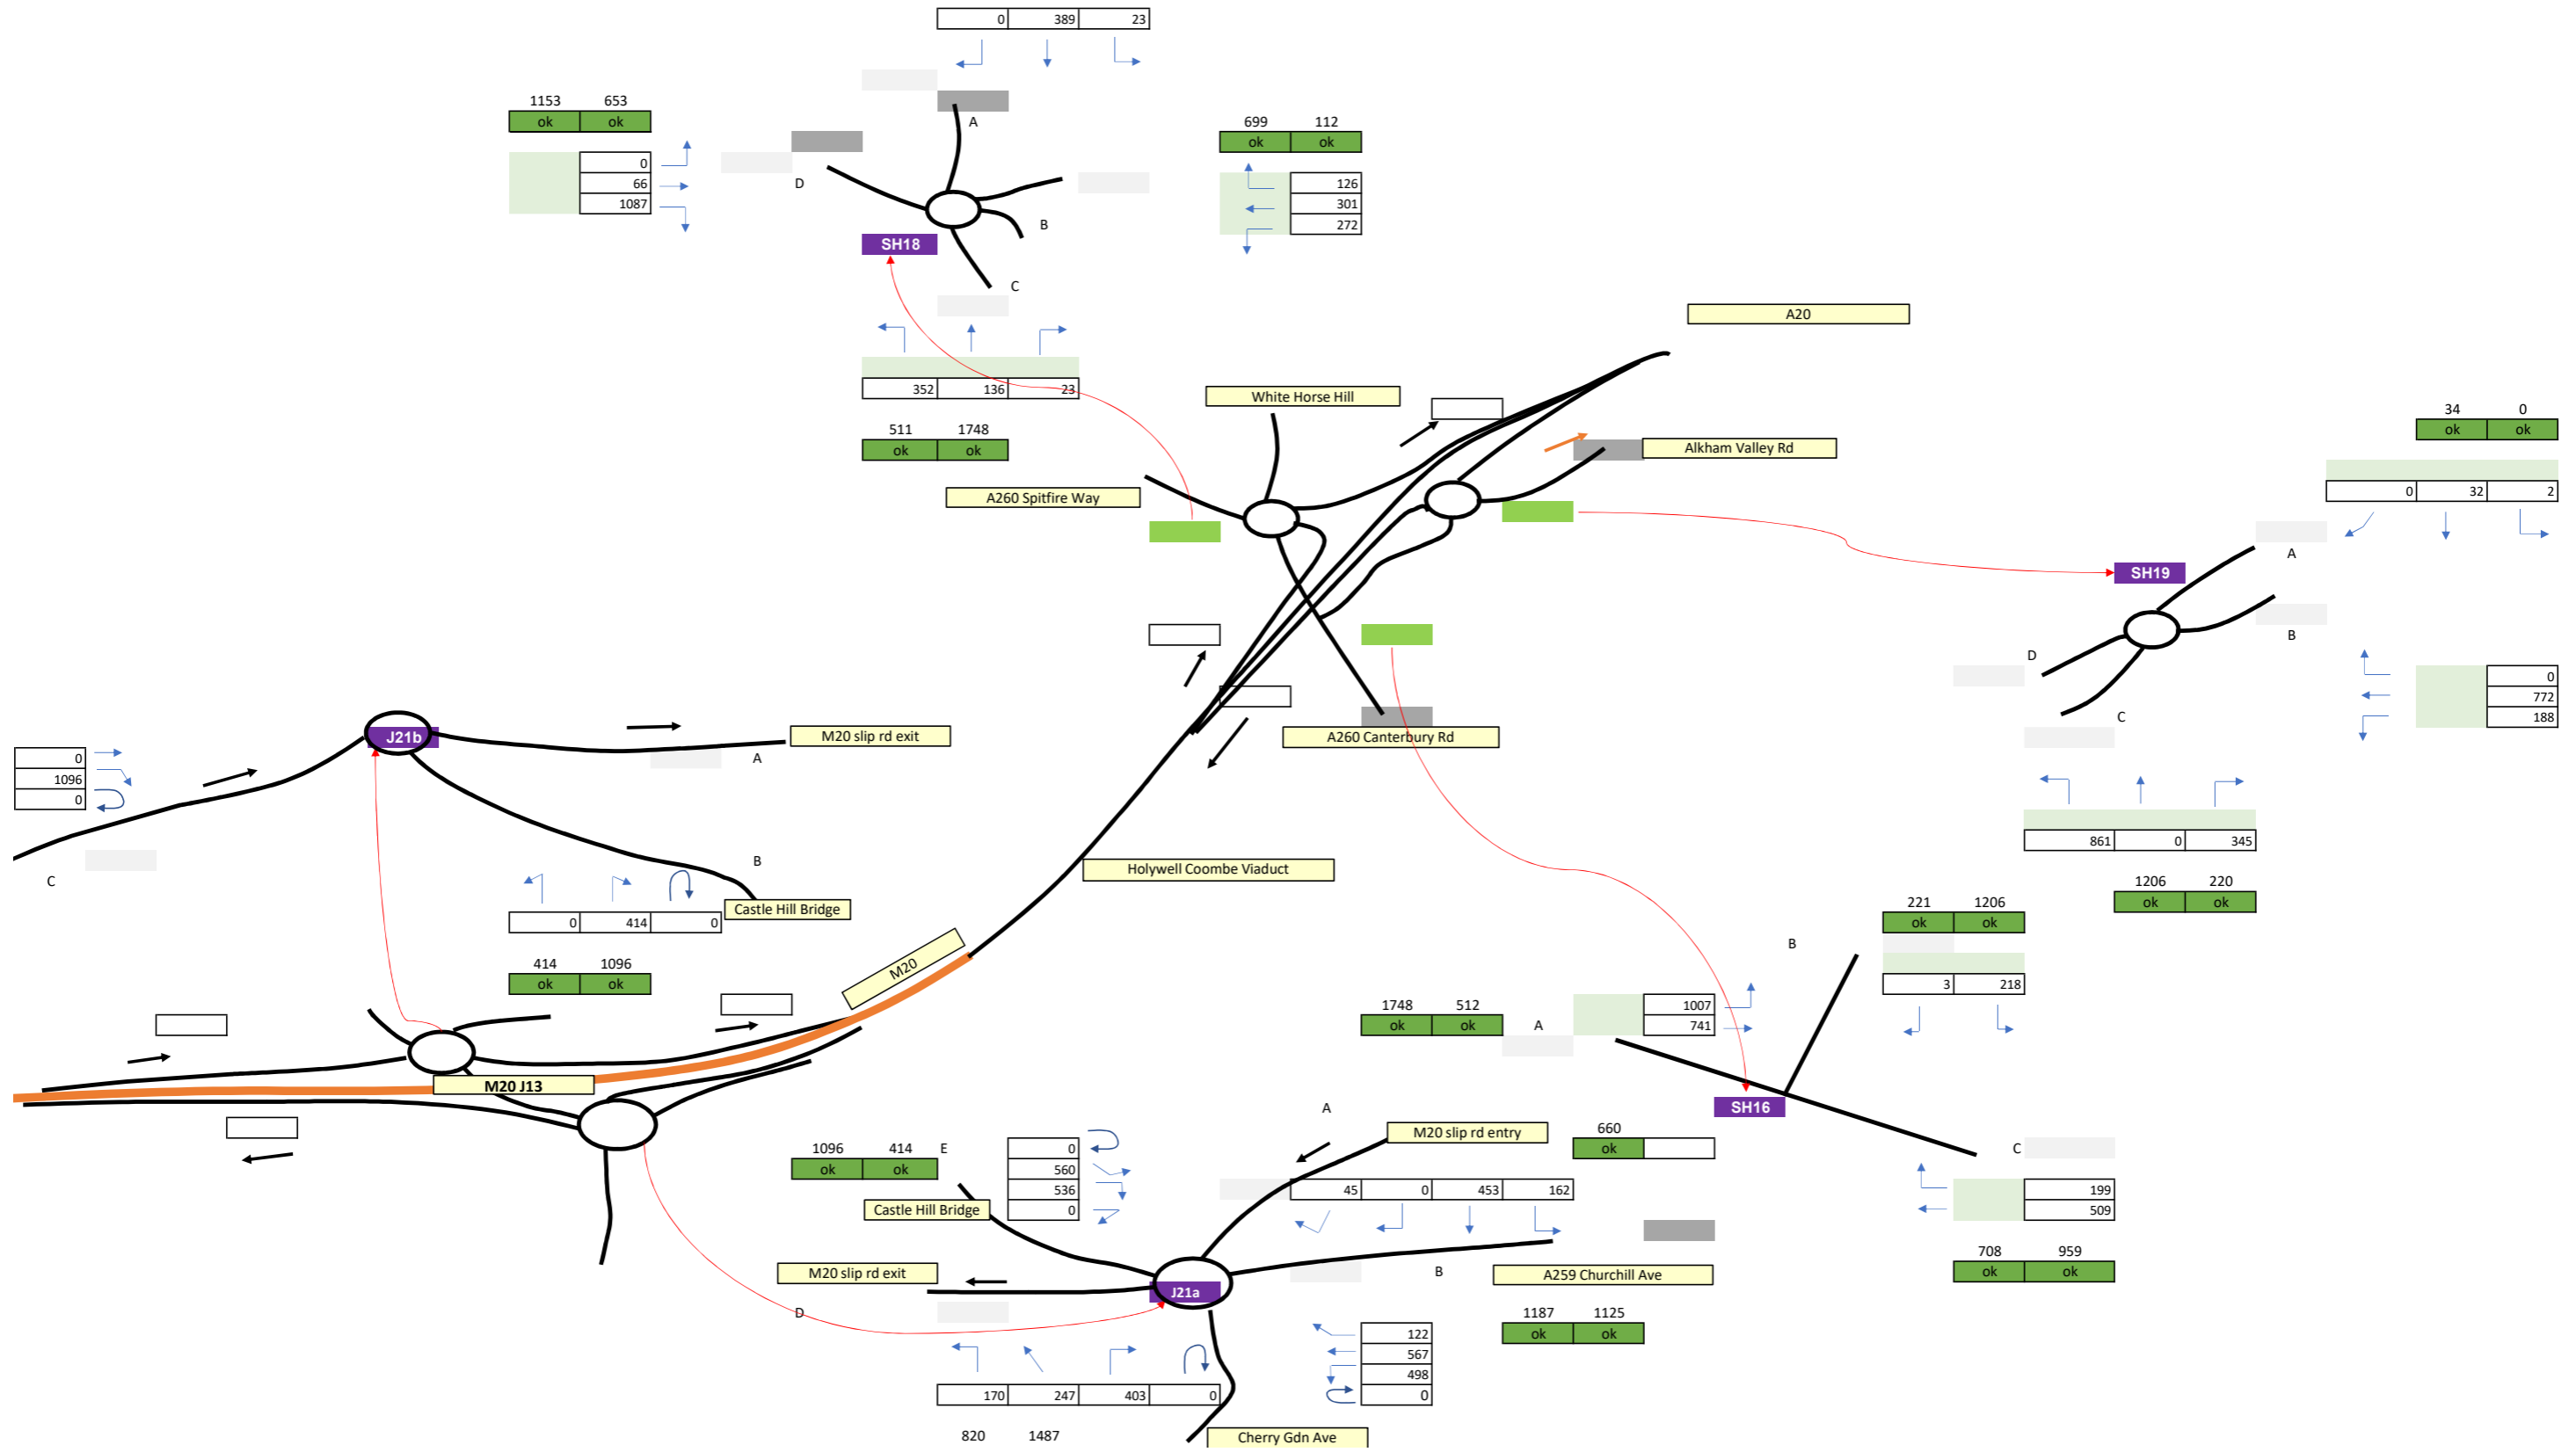 0 389 23
1153 653
ok ok
A
699 112
ok ok
0
66
1087
D
126
301
272
B
SH18
C
A20
352 136 23
White Horse Hill
511 1748
ok ok
34 0
ok ok
Alkham Valley Rd
A260 Spitfire Way
0 32 2
A
SH19
B
D
0
772
188
C
J21b
M20 slip rd exit
A260 Canterbury Rd
A
0
1096
0
861 0 345
B
C
Holywell Coombe Viaduct
1206 220
ok ok
Castle Hill Bridge
0 414 0
221 1206
ok ok
B
414 1096
ok ok
M20
3 218
1748 512
ok ok
A
1007
741
M20 J13
SH16
A
M20 slip rd entry
660
ok
1096 414
ok ok
E
0
560
536
0
C
45 0 453 162
199
509
Castle Hill Bridge
708 959
ok ok
M20 slip rd exit
B
A259 Churchill Ave
J21a
D
1187 1125
ok ok
122
567
498
0
170 247 403 0
820 1487
Cherry Gdn Ave